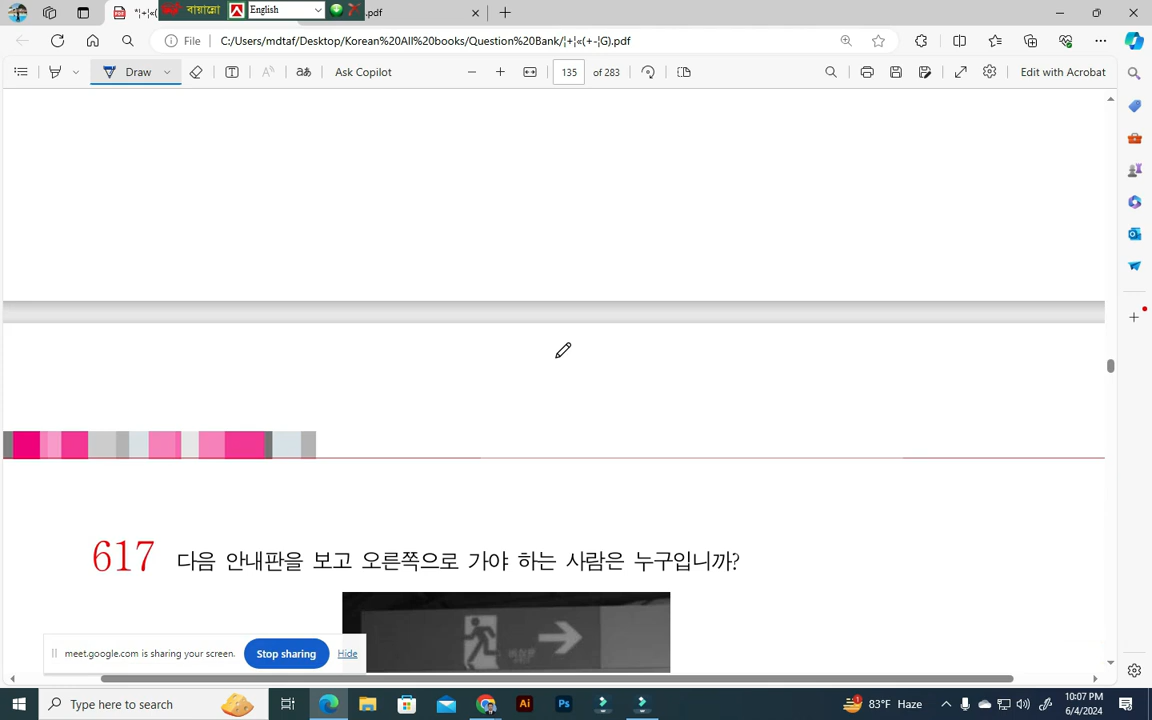 বায়ান্নো
English
.pdf
File
C:/Users/mdtaf/Desktop/Korean%20All%20books/Question%20Bank/¦+¦«(+-¦G).pdf
Draw
Ask Copilot
135 of 283
Edit with Acrobat
617 다음 안내판을 보고 오른쪽으로 가야 하는 사람은 누구입니까?
비상문
meet.google.com is sharing your screen.
Stop sharing
Hide
Type here to search
83°F Haze
10:07 PM
6/4/2024